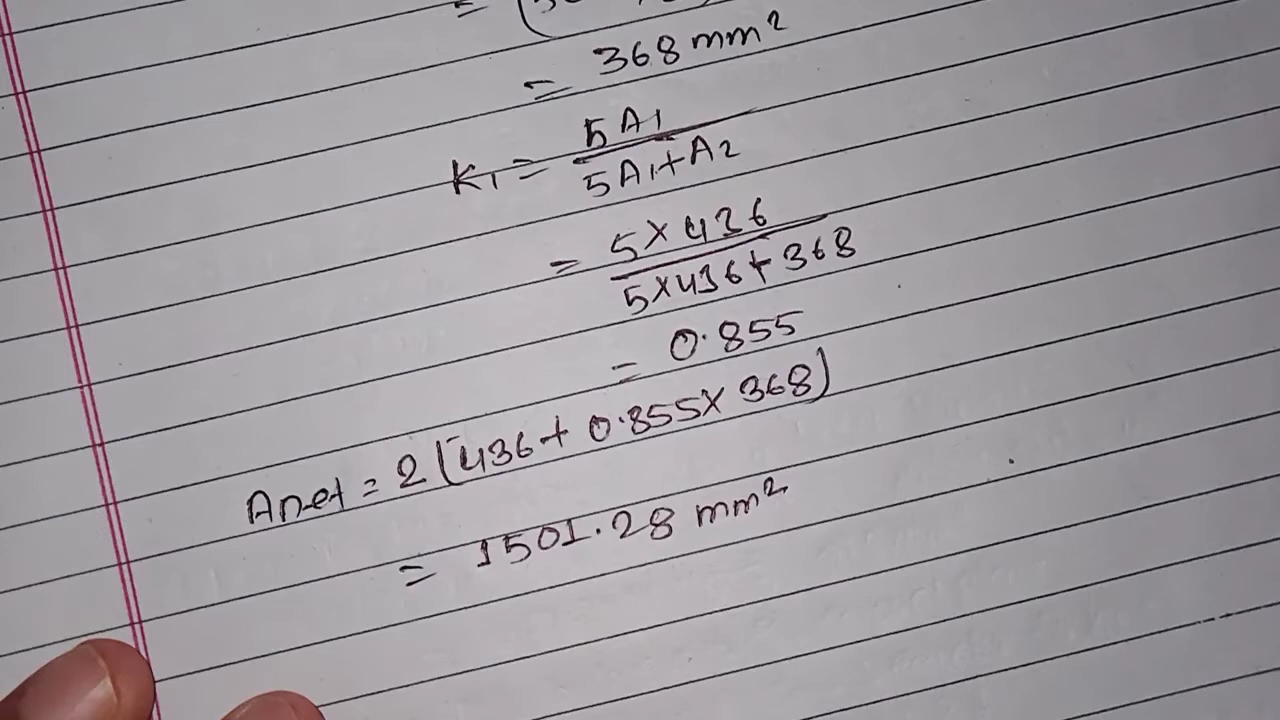 = (
= 368 mm²
K₁ = 5A₁ / 5A₁+A₂
= 5×436 / 5×436+368
= 0.855
Anet = 2 (436+ 0.855× 368)
= 1501.28 mm²